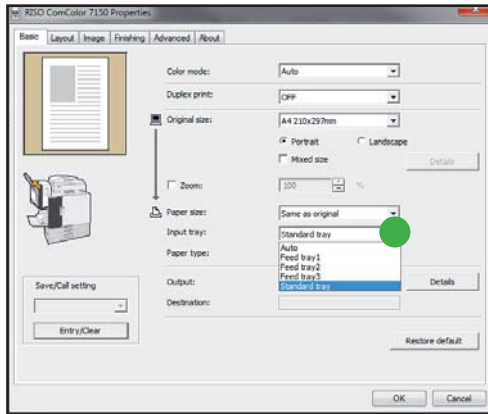 RISO ComColor 7150 Properties
Basic Layout Image Finishing Advanced About
Color mode: Auto
Duplex print: OFF
Original size: A4 210x297mm
Portrait Landscape
Mixed size Details
Zoom: 100 %
Paper size: Same as original
Input tray: Standard tray
Auto
Paper type: Feed tray1
Feed tray2
Feed tray3
Standard tray
Save/Call setting
Output: Details
Destination:
Entry/Clear
Restore default
OK Cancel